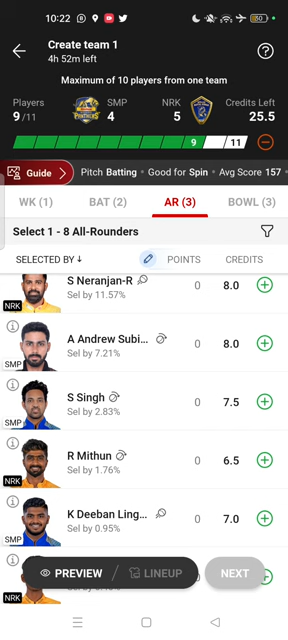 10:22
50
Create team 1
4h 52m left
Maximum of 10 players from one team
Players
9/11
SMP
4
NRK
5
Credits Left
25.5
9
11
Guide
Pitch Batting • Good for Spin • Avg Score 157
WK (1)
BAT (2)
AR (3)
BOWL (3)
Select 1 - 8 All-Rounders
SELECTED BY ↓
POINTS
CREDITS
S Neranjan-R
Sel by 11.57%
0
8.0
NRK
A Andrew Subi...
Sel by 7.21%
0
8.0
SMP
S Singh
Sel by 2.83%
0
7.5
SMP
R Mithun
Sel by 1.76%
0
6.5
NRK
K Deeban Ling...
Sel by 0.95%
0
7.0
SMP
PREVIEW
LINEUP
NEXT
NRK